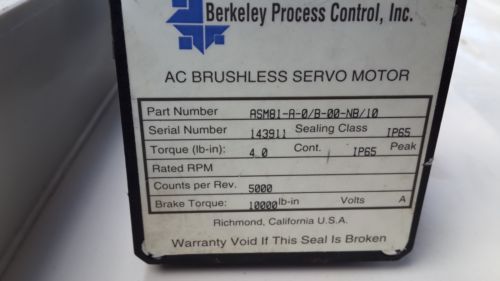 Berkeley Process Control, Inc.
AC BRUSHLESS SERVO MOTOR
Part Number ASM81-A-0/B-00-NB/10
Serial Number 143911 Sealing Class IP65
Torque (lb-in): 4.0 Cont. IP65 Peak
Rated RPM
Counts per Rev. 5000
Brake Torque: 10000 lb-in Volts A
Richmond, California U.S.A.
Warranty Void If This Seal Is Broken